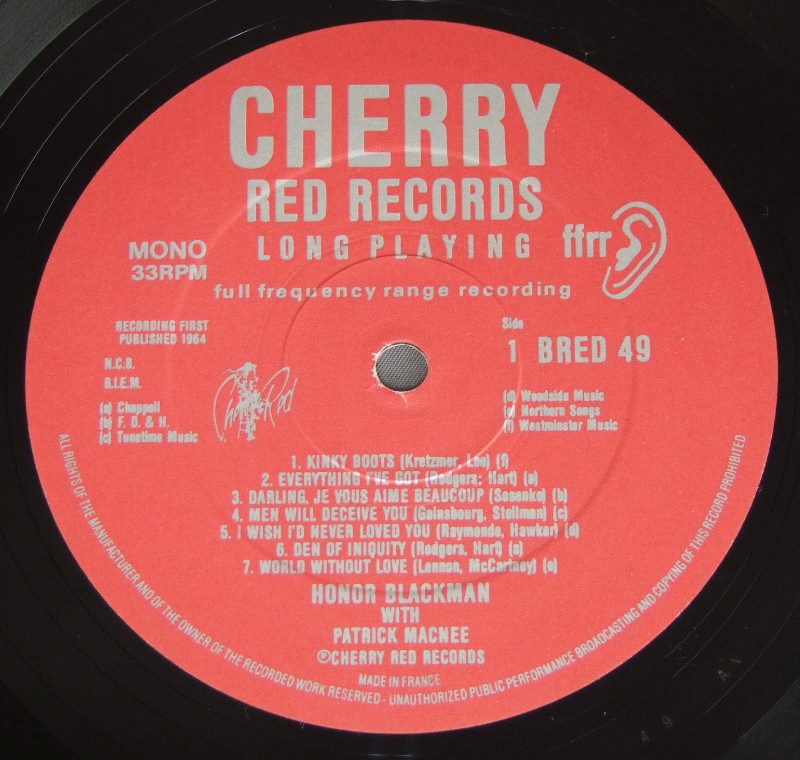 CHERRY
RED RECORDS
LONG PLAYING
ffrr
MONO
33RPM
full frequency range recording
RECORDING FIRST
PUBLISHED 1964
N.C.B.
B.I.E.M.
(a) Chappell
(b) F. D. & H.
(c) Tunetime Music
Cherry Red
Side
1 BRED 49
(d) Woodside Music
(e) Northern Songs
(f) Westminster Music
1. KINKY BOOTS (Kretzmer, Lee) (f)
2. EVERYTHING I'VE GOT (Rodgers, Hart) (a)
3. DARLING, JE VOUS AIME BEAUCOUP (Sosenko) (b)
4. MEN WILL DECEIVE YOU (Gainsbourg, Stellman) (c)
5. I WISH I'D NEVER LOVED YOU (Raymonde, Hawker) (d)
6. DEN OF INIQUITY (Rodgers, Hart) (a)
7. WORLD WITHOUT LOVE (Lennon, McCartney) (e)
HONOR BLACKMAN
WITH
PATRICK MACNEE
℗CHERRY RED RECORDS
MADE IN FRANCE
ALL RIGHTS OF THE MANUFACTURER AND OF THE OWNER OF THE RECORDED WORK RESERVED - UNAUTHORIZED PUBLIC PERFORMANCE BROADCASTING AND COPYING OF THIS RECORD PROHIBITED